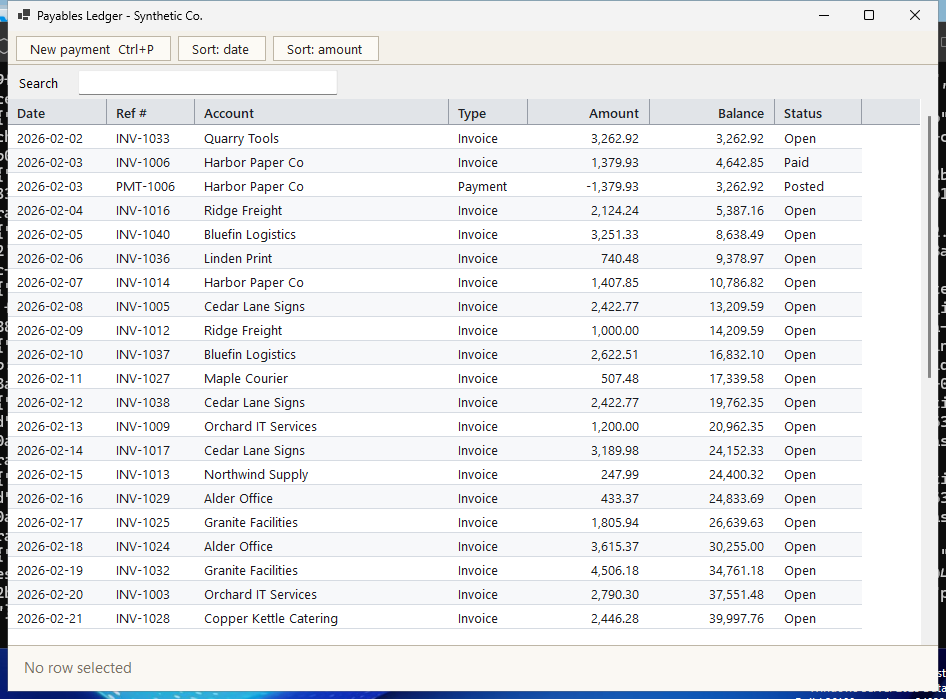 Payables Ledger - Synthetic Co.
New payment Ctrl+P Sort: date Sort: amount
Search
Date Ref # Account Type Amount Balance Status
2026-02-02 INV-1033 Quarry Tools Invoice 3,262.92 3,262.92 Open
2026-02-03 INV-1006 Harbor Paper Co Invoice 1,379.93 4,642.85 Paid
2026-02-03 PMT-1006 Harbor Paper Co Payment -1,379.93 3,262.92 Posted
2026-02-04 INV-1016 Ridge Freight Invoice 2,124.24 5,387.16 Open
2026-02-05 INV-1040 Bluefin Logistics Invoice 3,251.33 8,638.49 Open
2026-02-06 INV-1036 Linden Print Invoice 740.48 9,378.97 Open
2026-02-07 INV-1014 Harbor Paper Co Invoice 1,407.85 10,786.82 Open
2026-02-08 INV-1005 Cedar Lane Signs Invoice 2,422.77 13,209.59 Open
2026-02-09 INV-1012 Ridge Freight Invoice 1,000.00 14,209.59 Open
2026-02-10 INV-1037 Bluefin Logistics Invoice 2,622.51 16,832.10 Open
2026-02-11 INV-1027 Maple Courier Invoice 507.48 17,339.58 Open
2026-02-12 INV-1038 Cedar Lane Signs Invoice 2,422.77 19,762.35 Open
2026-02-13 INV-1009 Orchard IT Services Invoice 1,200.00 20,962.35 Open
2026-02-14 INV-1017 Cedar Lane Signs Invoice 3,189.98 24,152.33 Open
2026-02-15 INV-1013 Northwind Supply Invoice 247.99 24,400.32 Open
2026-02-16 INV-1029 Alder Office Invoice 433.37 24,833.69 Open
2026-02-17 INV-1025 Granite Facilities Invoice 1,805.94 26,639.63 Open
2026-02-18 INV-1024 Alder Office Invoice 3,615.37 30,255.00 Open
2026-02-19 INV-1032 Granite Facilities Invoice 4,506.18 34,761.18 Open
2026-02-20 INV-1003 Orchard IT Services Invoice 2,790.30 37,551.48 Open
2026-02-21 INV-1028 Copper Kettle Catering Invoice 2,446.28 39,997.76 Open
No row selected